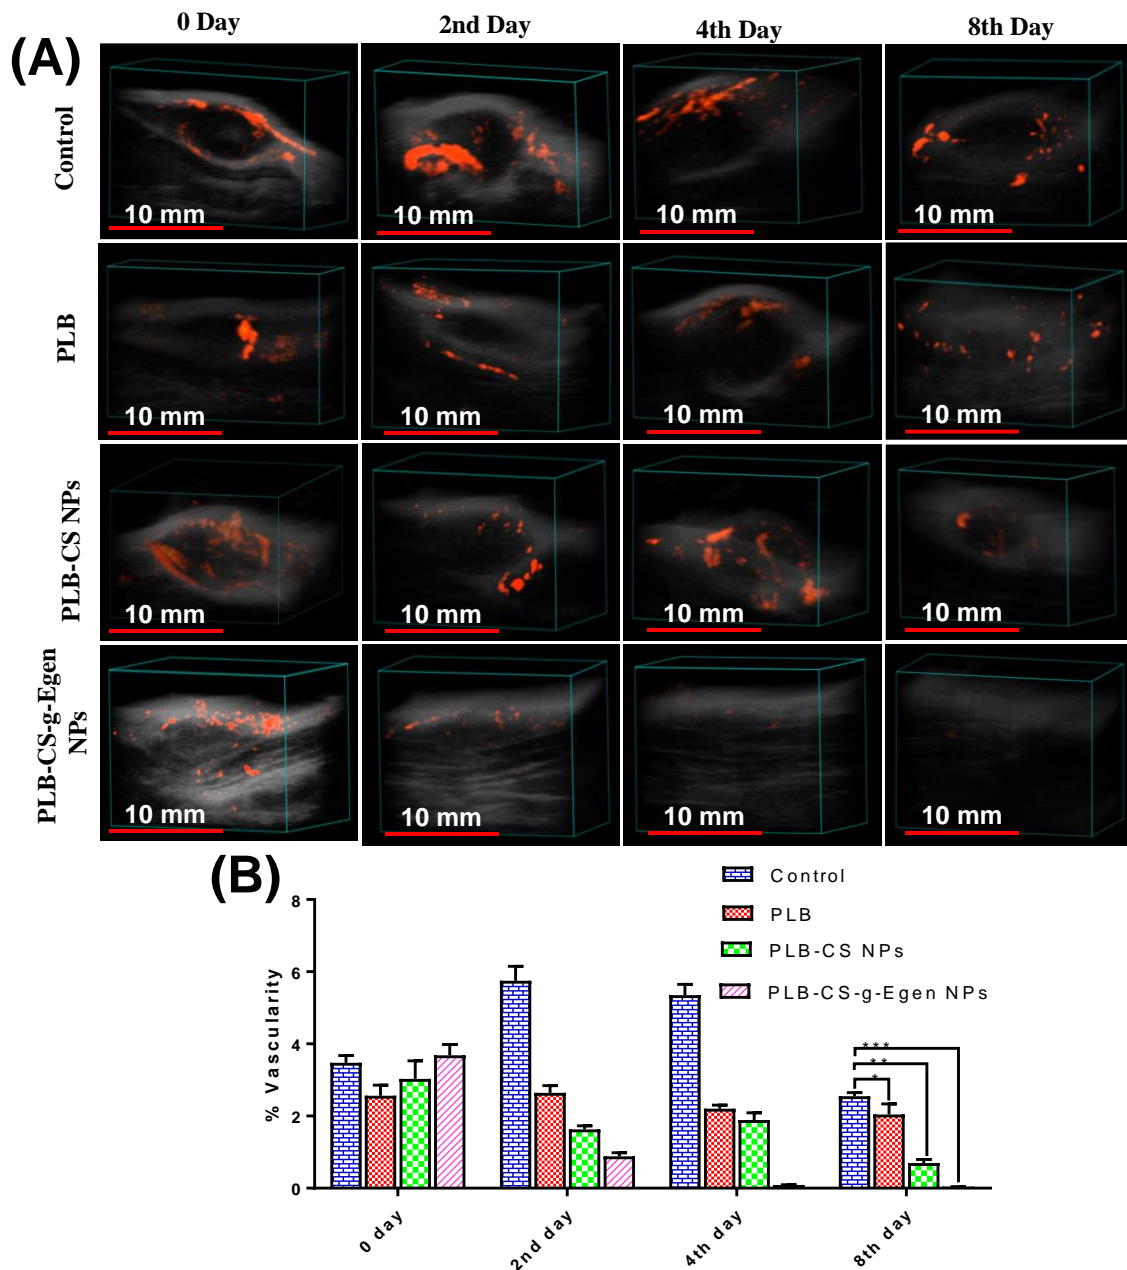 0 Day
2nd Day
4th Day
8th Day
(A)
Control
10 mm
10 mm
10 mm
10 mm
PLB
10 mm
10 mm
10 mm
10 mm
PLB-CS NPs
10 mm
10 mm
10 mm
10 mm
PLB-CS-g-Egen
NPs
10 mm
10 mm
10 mm
10 mm
(B)
Control
PLB
PLB-CS NPs
PLB-CS-g-Egen NPs
% Vascularity
8
6
4
2
0
***
**
*
0 day
2nd day
4th day
8th day